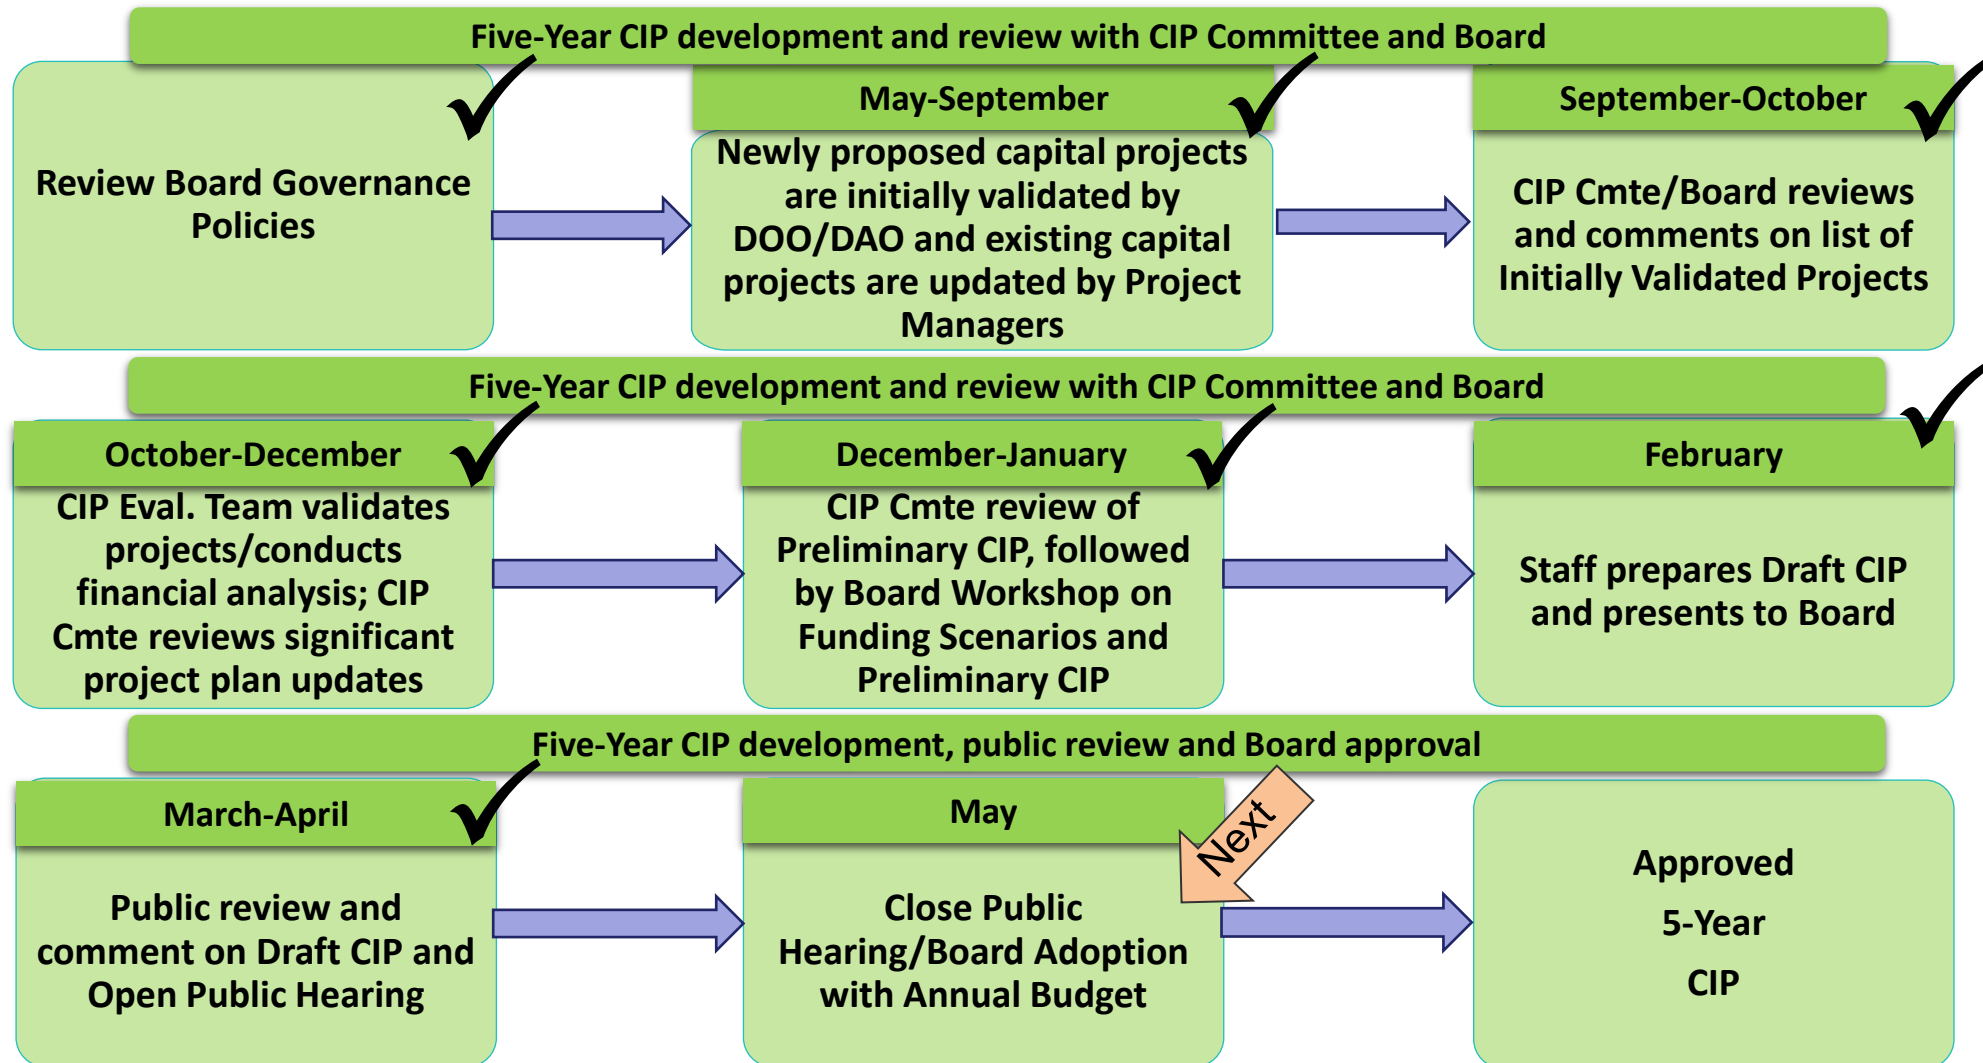 Five-Year CIP development and review with CIP Committee and Board
Review Board Governance
Policies
May-September
Newly proposed capital projects
are initially validated by
DOO/DAO and existing capital
projects are updated by Project
Managers
September-October
CIP Cmte/Board reviews
and comments on list of
Initially Validated Projects
Five-Year CIP development and review with CIP Committee and Board
October-December
CIP Eval. Team validates
projects/conducts
financial analysis; CIP
Cmte reviews significant
project plan updates
December-January
CIP Cmte review of
Preliminary CIP, followed
by Board Workshop on
Funding Scenarios and
Preliminary CIP
February
Staff prepares Draft CIP
and presents to Board
Five-Year CIP development, public review and Board approval
March-April
Public review and
comment on Draft CIP and
Open Public Hearing
May
Next
Close Public
Hearing/Board Adoption
with Annual Budget
Approved
5-Year
CIP